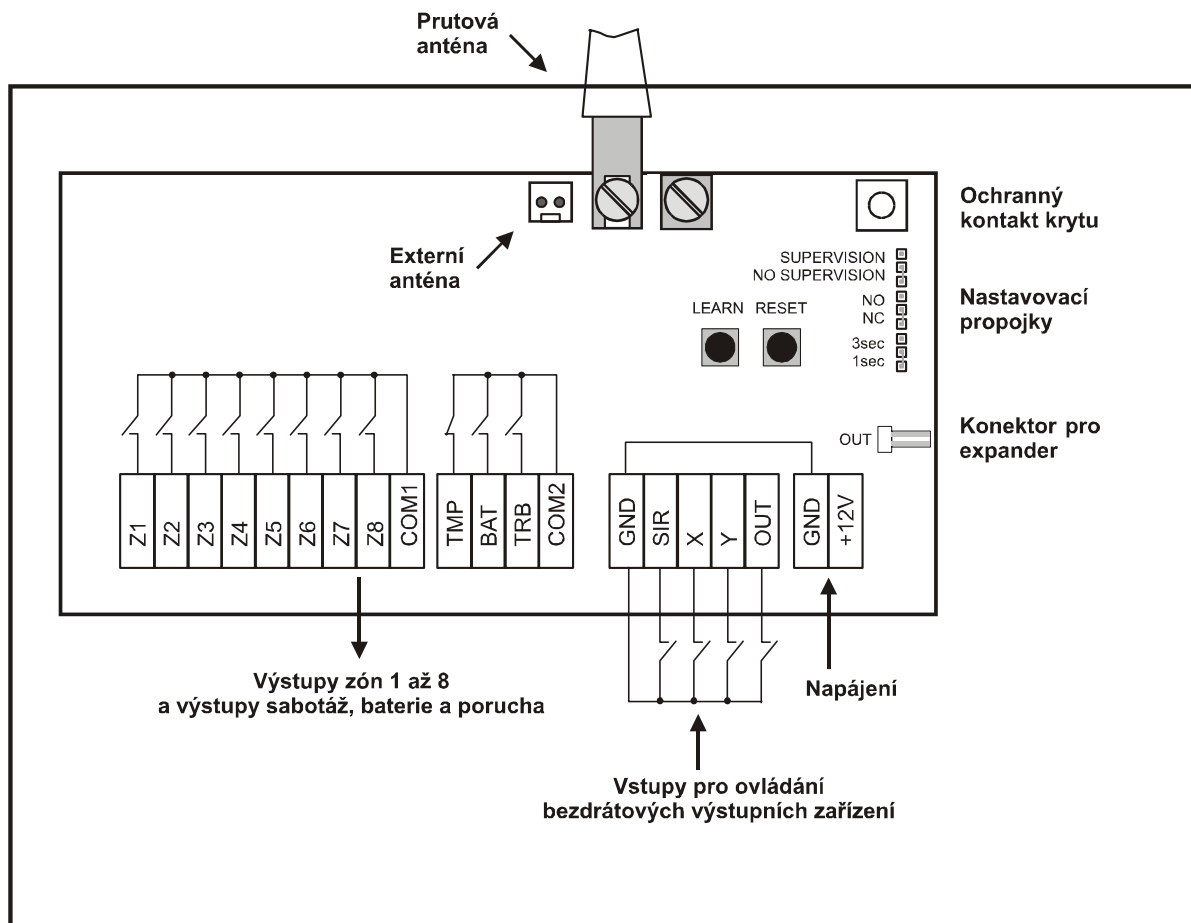 Prutová
anténa
Externí
anténa
Ochranný
kontakt krytu
SUPERVISION
NO SUPERVISION
NO
NC
3sec
1sec
Nastavovací
propojky
LEARN RESET
OUT
Konektor pro
expander
Z1 Z2 Z3 Z4 Z5 Z6 Z7 Z8 COM1
TMP BAT TRB COM2
GND SIR X Y OUT
GND +12V
Výstupy zón 1 až 8
a výstupy sabotáž, baterie a porucha
Napájení
Vstupy pro ovládání
bezdrátových výstupních zařízení